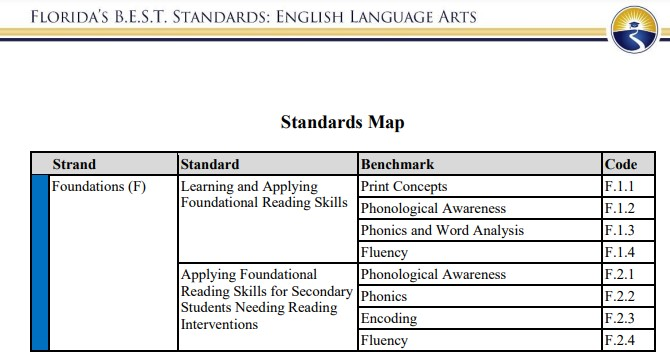 FLORIDA'S B.E.S.T. STANDARDS: ENGLISH LANGUAGE ARTS
Standards Map
Strand Standard Benchmark Code
Foundations (F) Learning and Applying Print Concepts F.1.1
Foundational Reading Skills Phonological Awareness F.1.2
Phonics and Word Analysis F.1.3
Fluency F.1.4
Applying Foundational Phonological Awareness F.2.1
Reading Skills for Secondary Phonics F.2.2
Students Needing Reading
Interventions Encoding F.2.3
Fluency F.2.4